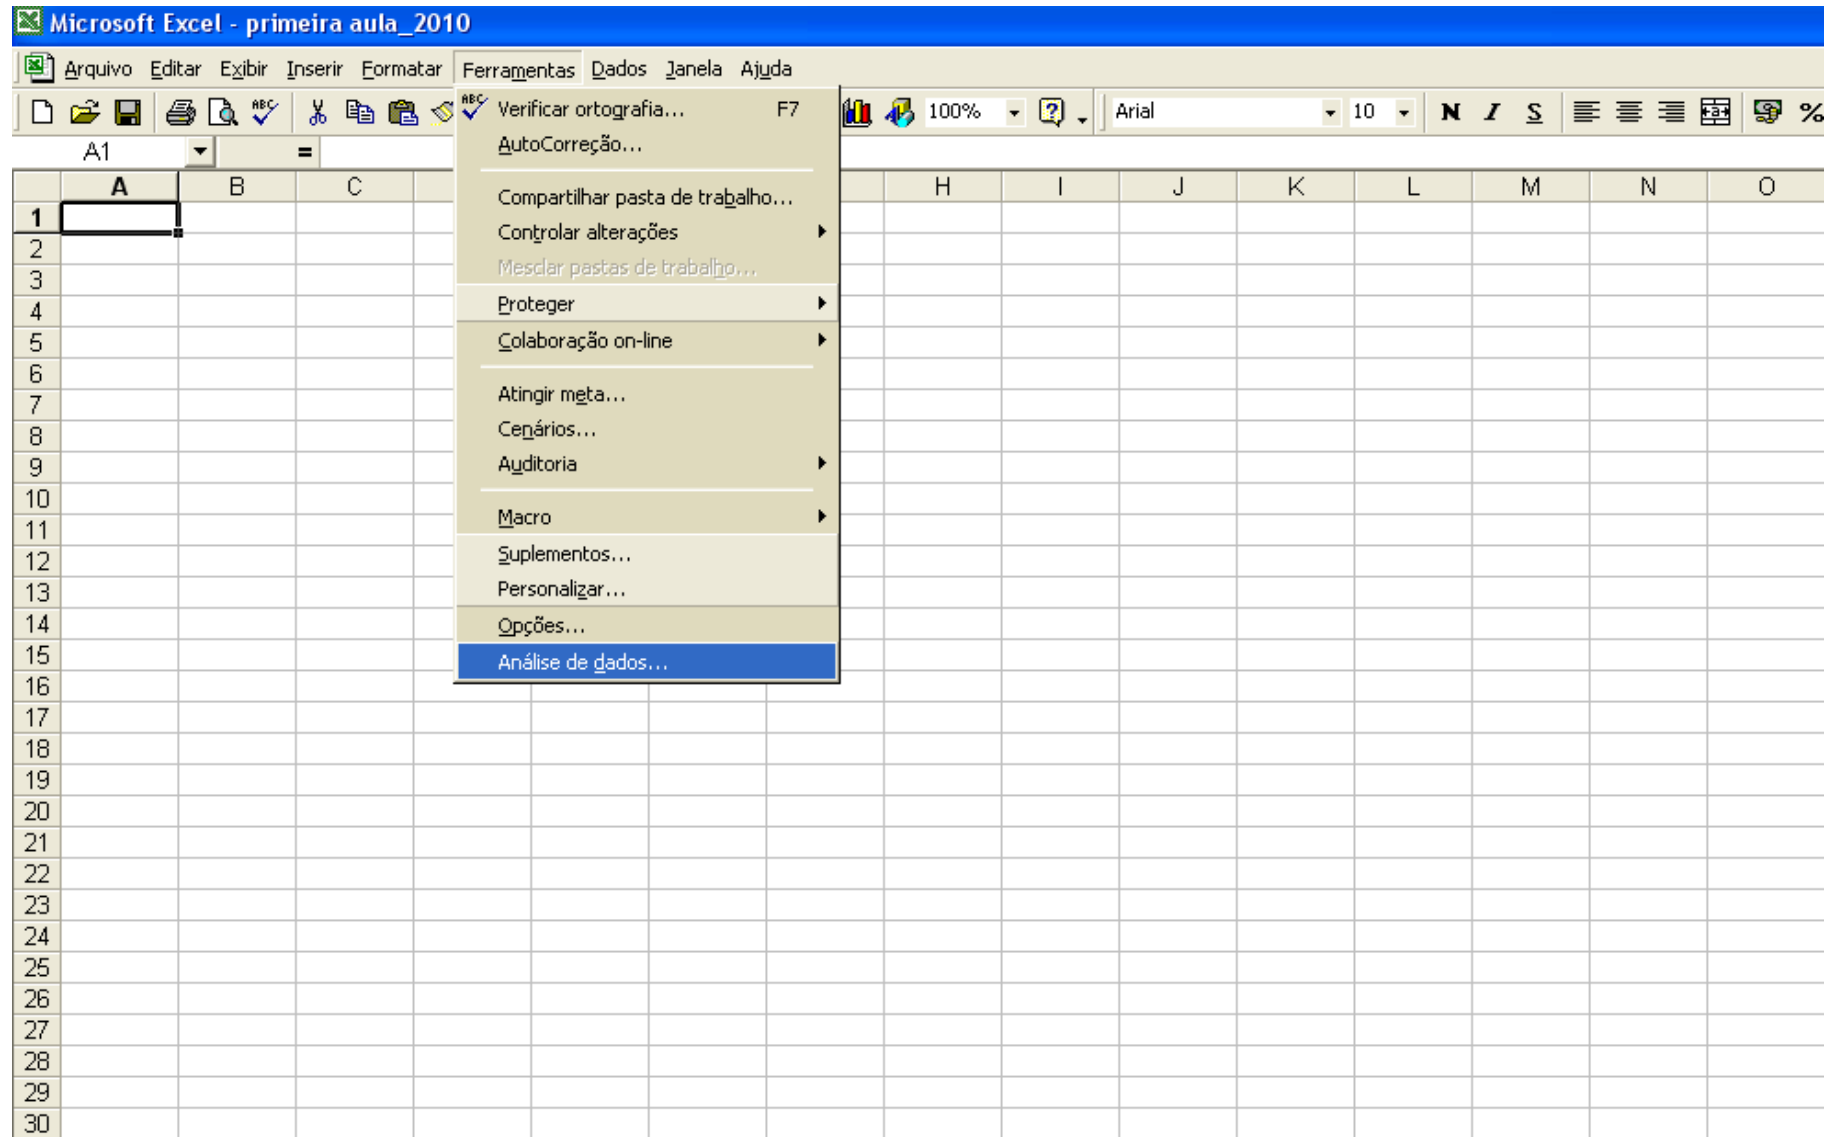 Microsoft Excel - primeira aula_2010
Arquivo Editar Exibir Inserir Formatar Ferramentas Dados Janela Ajuda
ABC 100% Arial 10 N I S %
A1 =
ABC Verificar ortografia... F7
AutoCorreção...
Compartilhar pasta de trabalho...
Controlar alterações
Mesclar pastas de trabalho...
Proteger
Colaboração on-line
Atingir meta...
Cenários...
Auditoria
Macro
Suplementos...
Personalizar...
Opções...
Análise de dados...
A B C H I J K L M N O
1
2
3
4
5
6
7
8
9
10
11
12
13
14
15
16
17
18
19
20
21
22
23
24
25
26
27
28
29
30